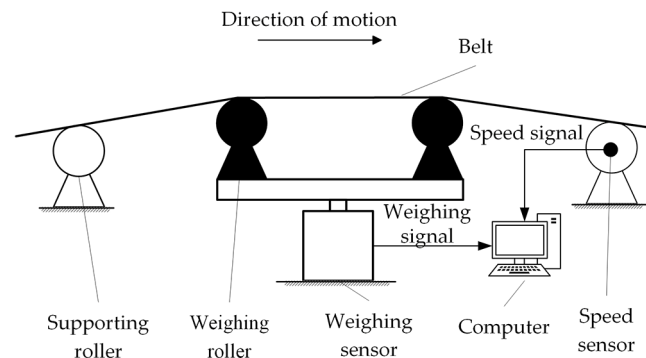 Direction of motion
Belt
Speed signal
Weighing
signal
Supporting
roller
Weighing
roller
Weighing
sensor
Computer
Speed
sensor